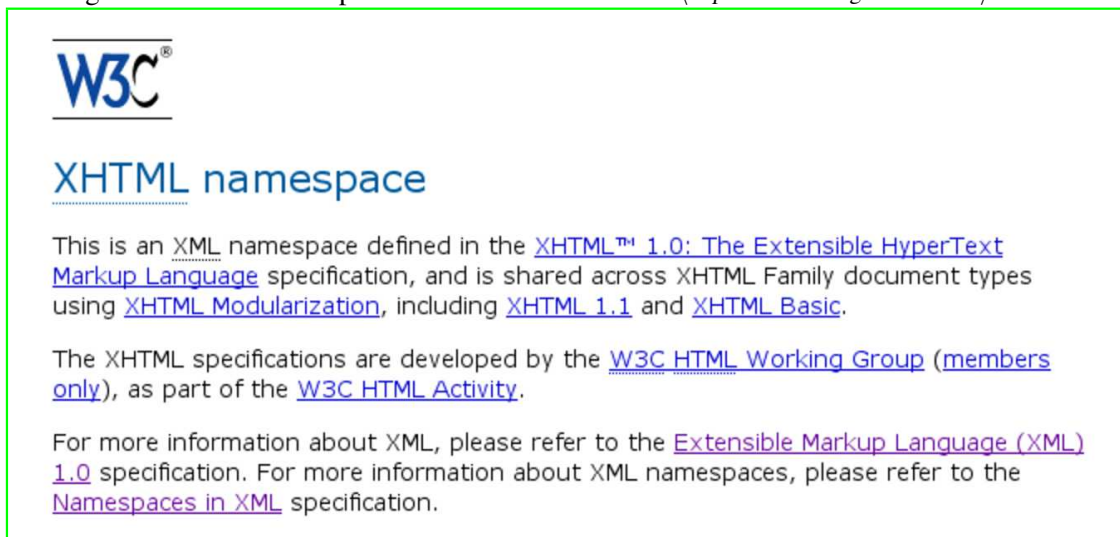 W3C®
XHTML namespace
This is an XML namespace defined in the XHTML™ 1.0: The Extensible HyperText
Markup Language specification, and is shared across XHTML Family document types
using XHTML Modularization, including XHTML 1.1 and XHTML Basic.
The XHTML specifications are developed by the W3C HTML Working Group (members
only), as part of the W3C HTML Activity.
For more information about XML, please refer to the Extensible Markup Language (XML)
1.0 specification. For more information about XML namespaces, please refer to the
Namespaces in XML specification.